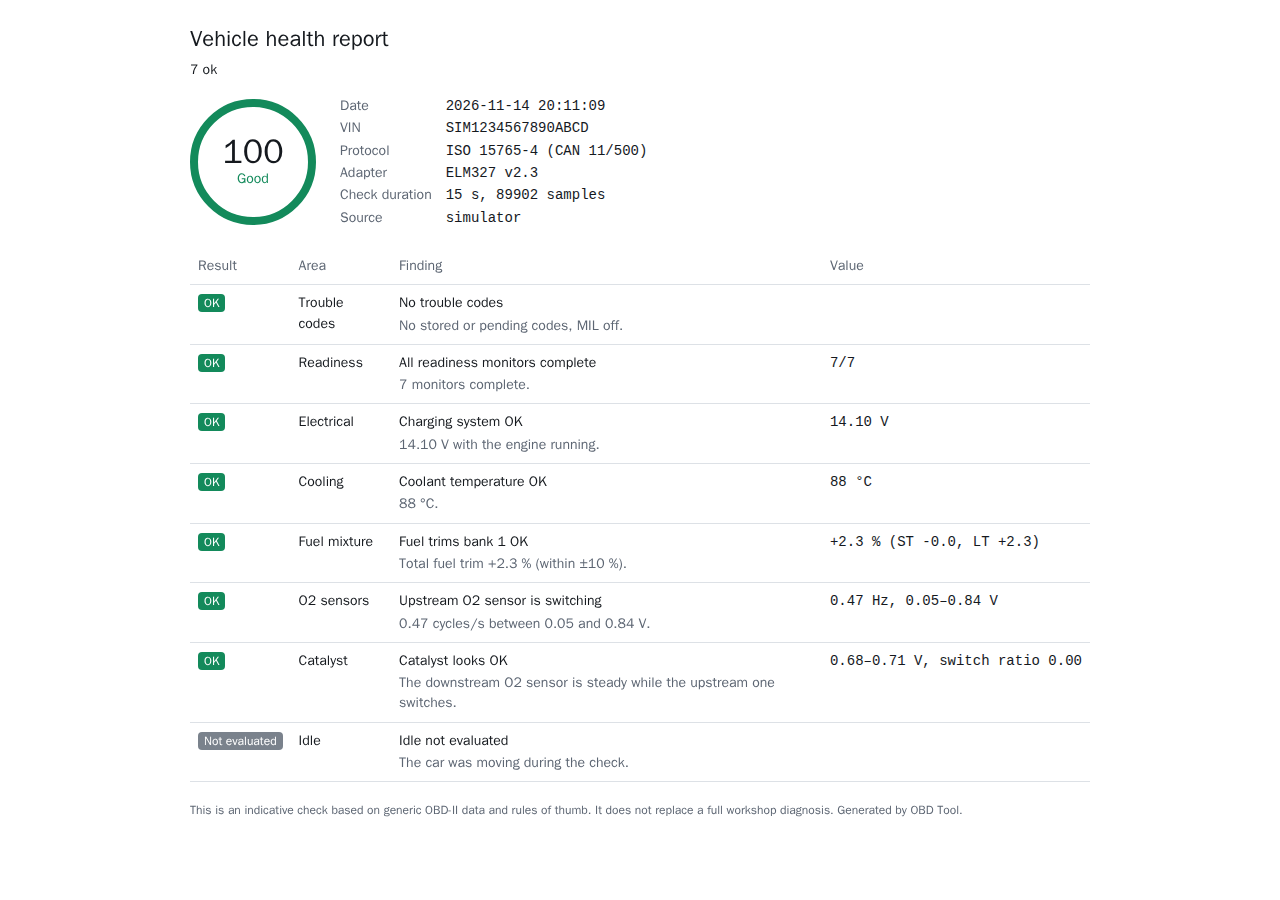 Vehicle health report
7 ok
100
Good
Date 2026-11-14 20:11:09
VIN SIM1234567890ABCD
Protocol ISO 15765-4 (CAN 11/500)
Adapter ELM327 v2.3
Check duration 15 s, 89902 samples
Source simulator
Result Area Finding Value
OK Trouble codes No trouble codes
No stored or pending codes, MIL off.
OK Readiness All readiness monitors complete 7/7
7 monitors complete.
OK Electrical Charging system OK 14.10 V
14.10 V with the engine running.
OK Cooling Coolant temperature OK 88 °C
88 °C.
OK Fuel mixture Fuel trims bank 1 OK +2.3 % (ST -0.0, LT +2.3)
Total fuel trim +2.3 % (within ±10 %).
OK O2 sensors Upstream O2 sensor is switching 0.47 Hz, 0.05–0.84 V
0.47 cycles/s between 0.05 and 0.84 V.
OK Catalyst Catalyst looks OK 0.68–0.71 V, switch ratio 0.00
The downstream O2 sensor is steady while the upstream one
switches.
Not evaluated Idle Idle not evaluated
The car was moving during the check.
This is an indicative check based on generic OBD-II data and rules of thumb. It does not replace a full workshop diagnosis. Generated by OBD Tool.